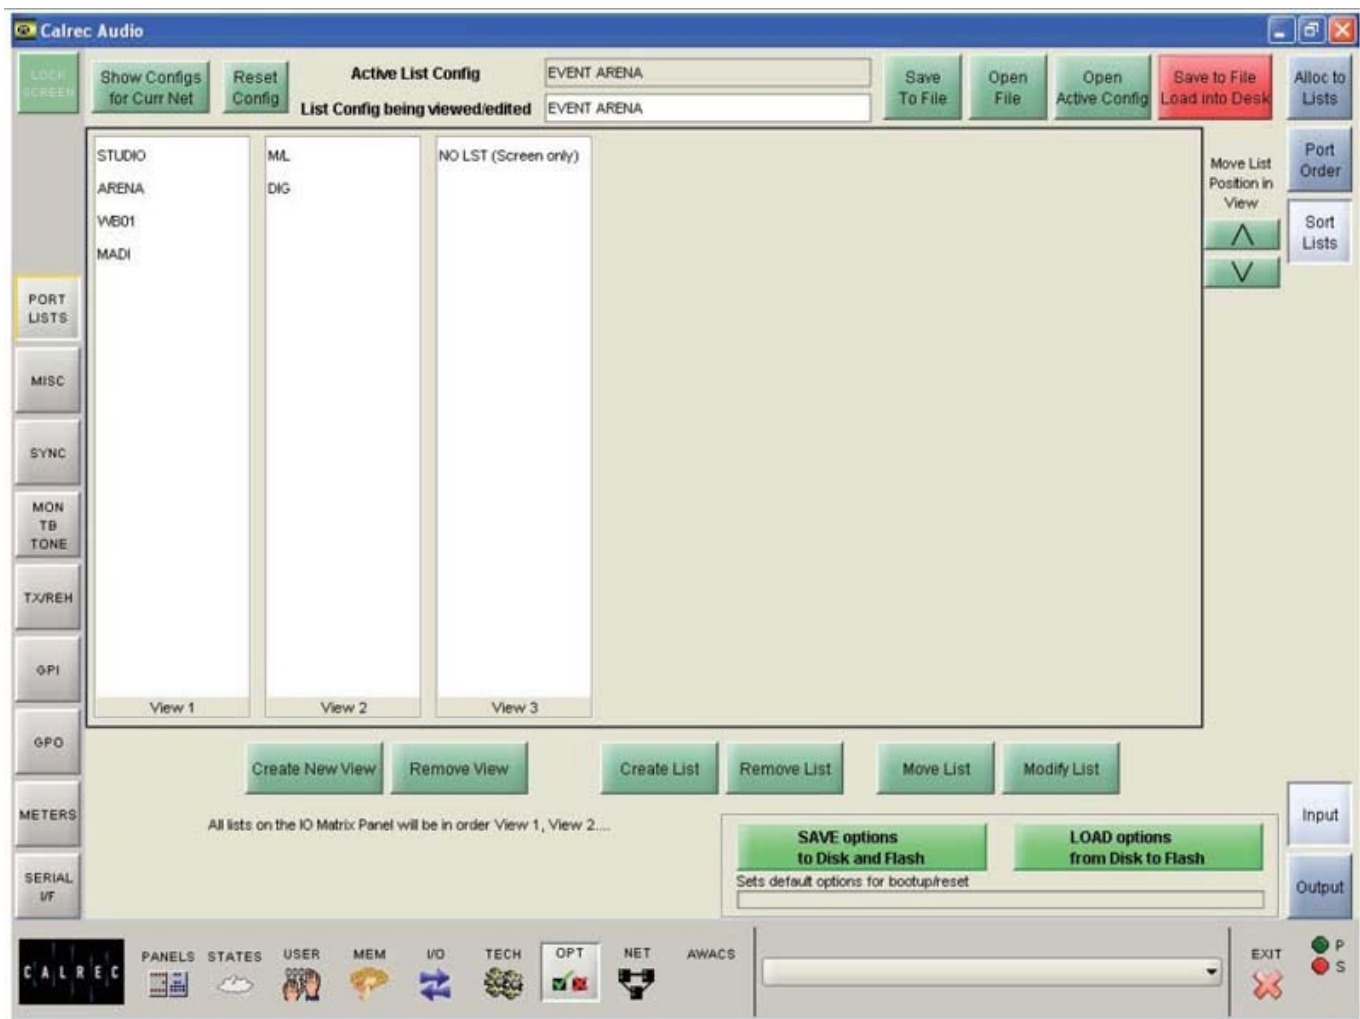 Calrec Audio
LOCK
SCREEN
Show Configs
for Curr Net
Reset
Config
Active List Config
EVENT ARENA
List Config being viewed/edited
EVENT ARENA
Save
To File
Open
File
Open
Active Config
Save to File
Load into Desk
Alloc to
Lists
Port
Order
Sort
Lists
Move List
Position in
View
STUDIO
ARENA
WB01
MADI
View 1
M/L
DIG
View 2
NO LST (Screen only)
View 3
PORT
LISTS
MISC
SYNC
MON
TB
TONE
TX/REH
GPI
GPO
METERS
SERIAL
I/F
Create New View
Remove View
Create List
Remove List
Move List
Modify List
All lists on the IO Matrix Panel will be in order View 1, View 2....
SAVE options
to Disk and Flash
LOAD options
from Disk to Flash
Sets default options for bootup/reset
Input
Output
CALREC
PANELS
STATES
USER
MEM
I/O
TECH
OPT
NET
AWACS
EXIT
P
S